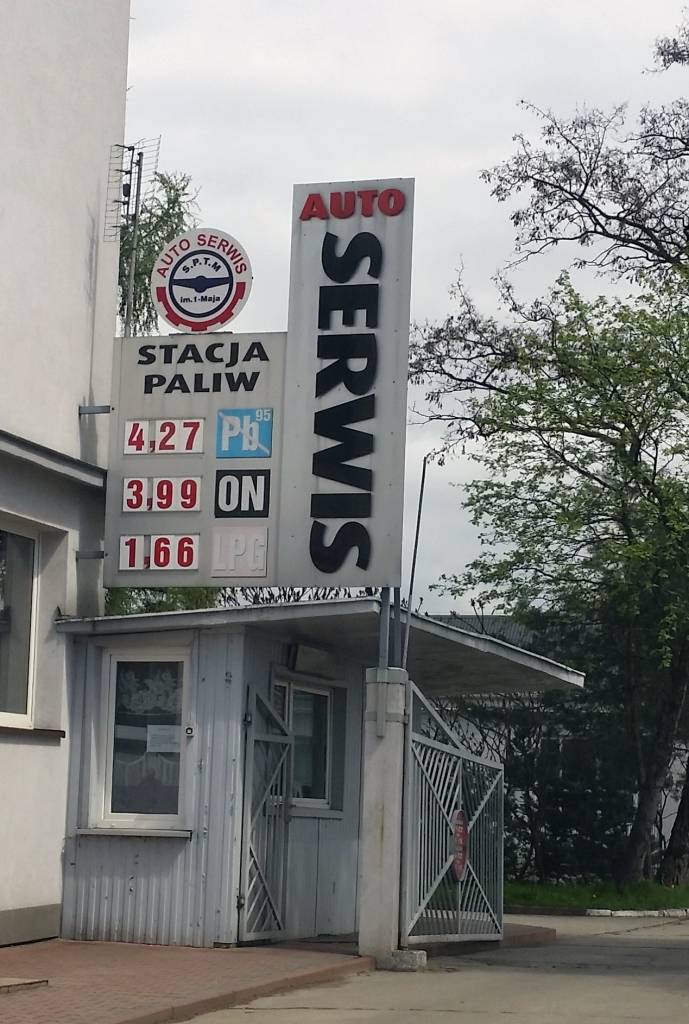 AUTO
SERWIS
AUTO SERWIS
S.P.T.M
im.1-Maja
STACJA
PALIW
4,27 Pb 95
3,99 ON
1,66 LPG